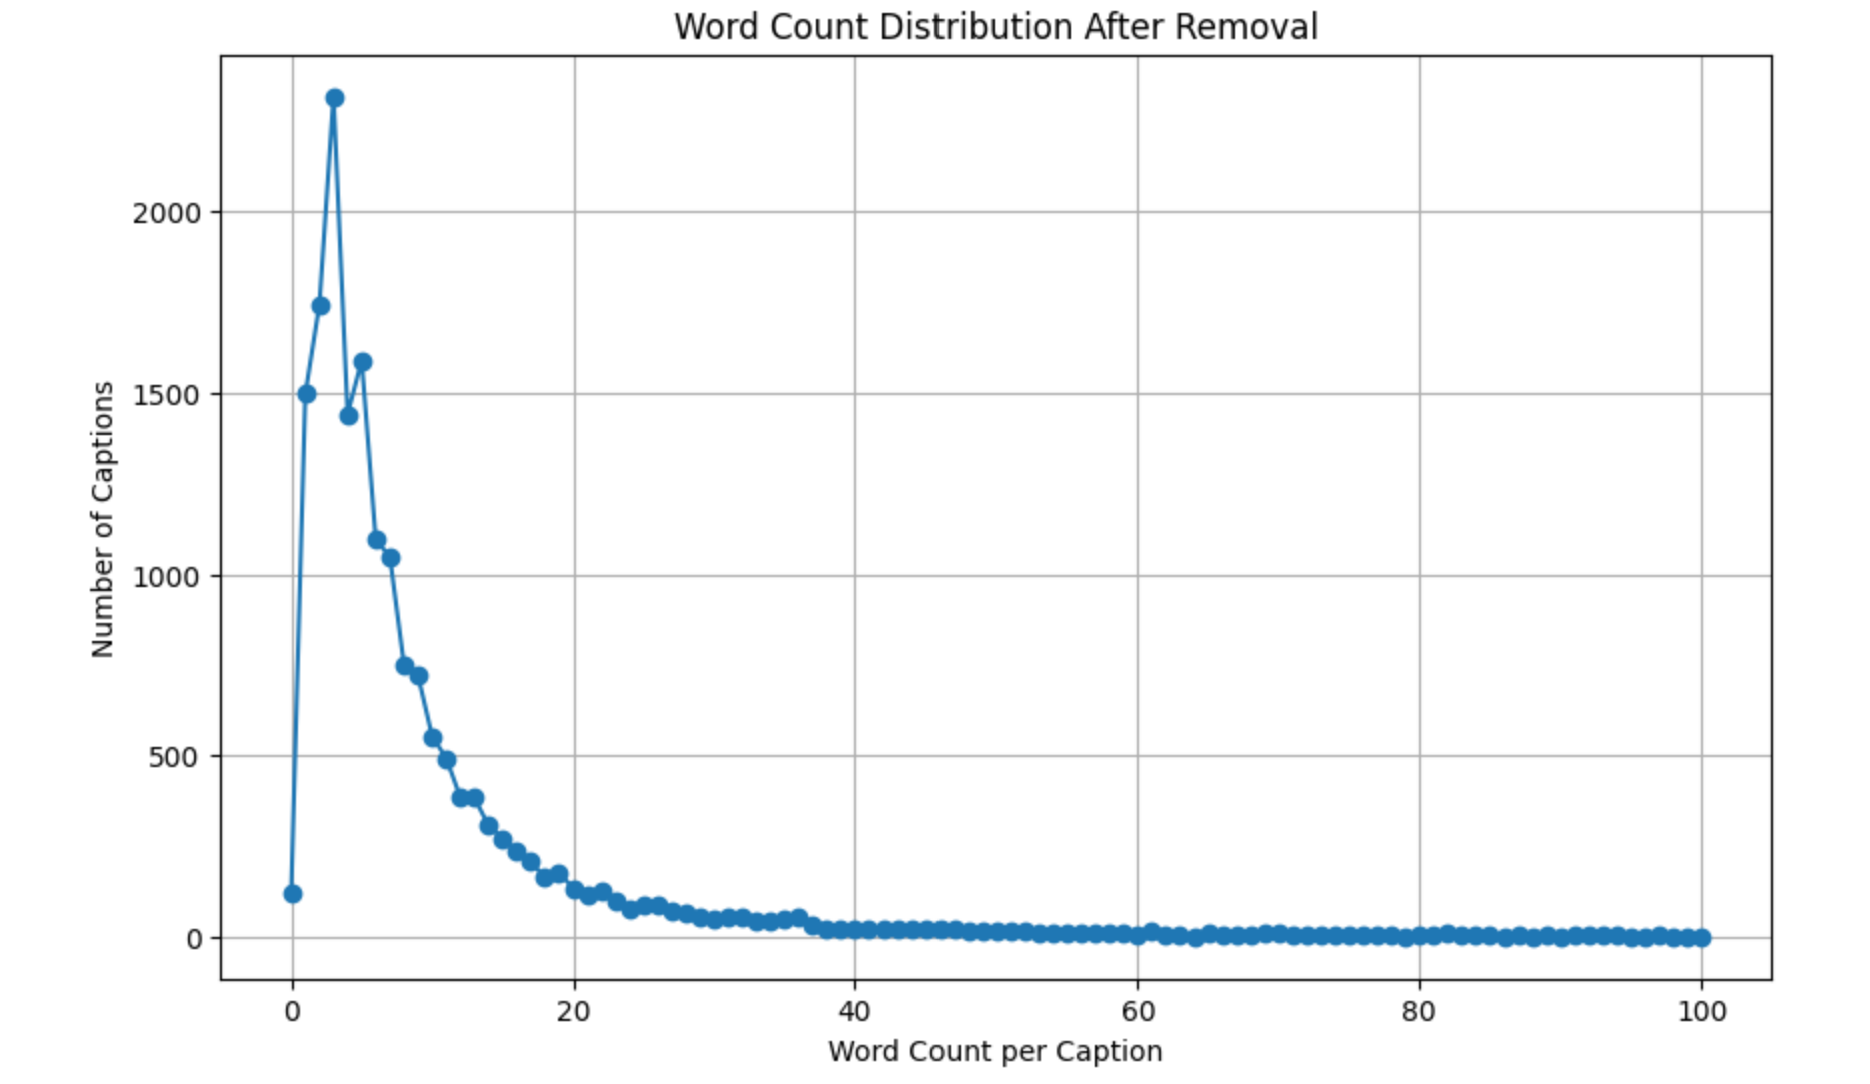 Word Count Distribution After Removal
2000
1500
1000
500
0
Number of Captions
0 20 40 60 80 100
Word Count per Caption